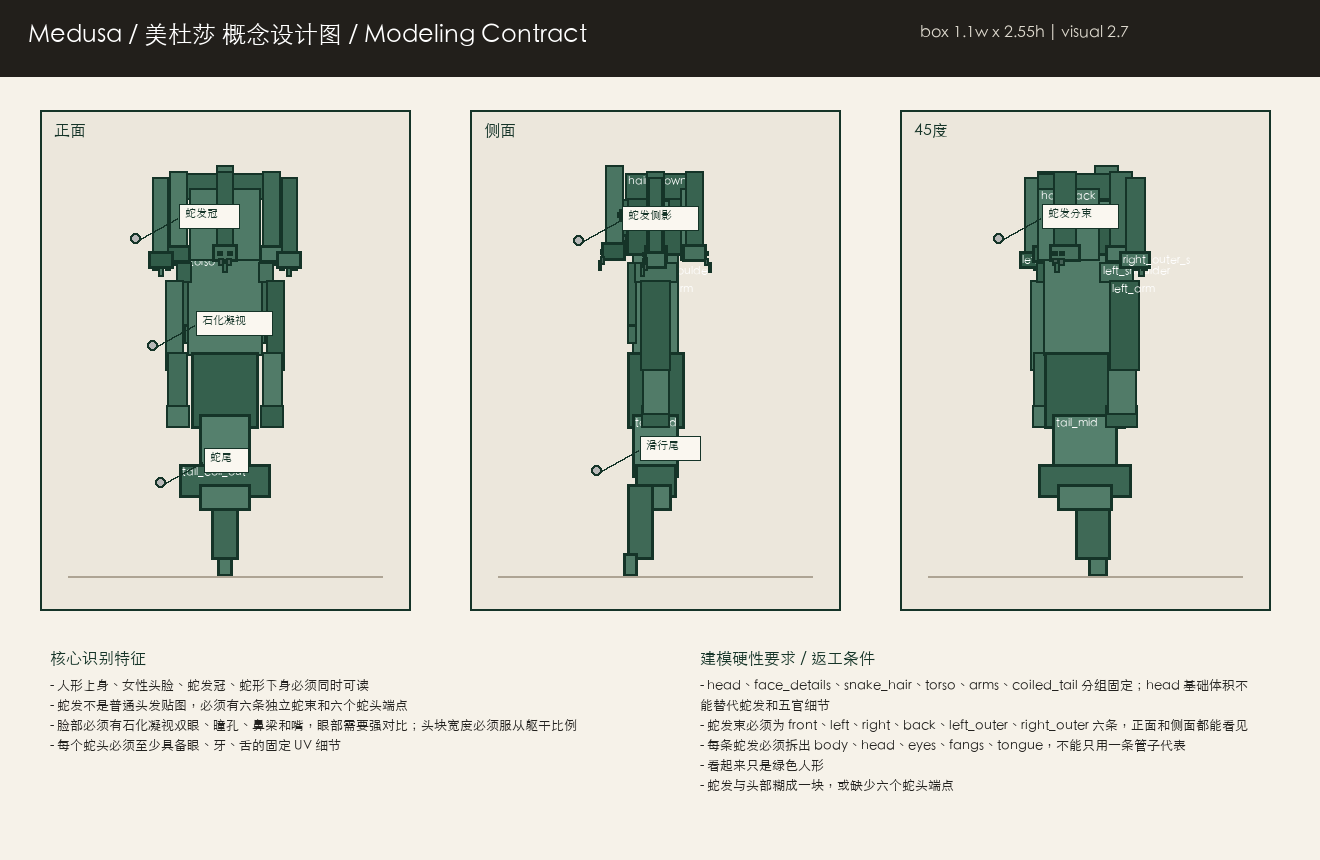 Medusa / 美杜莎 概念设计图 / Modeling Contract
box 1.1w x 2.55h | visual 2.7
正面
蛇发冠
石化凝视
蛇尾
侧面
蛇发侧影
滑行尾
45度
蛇发分束
right_outer_s
left_arm
tail_mid
核心识别特征
- 人形上身、女性头脸、蛇发冠、蛇形下身必须同时可读
- 蛇发不是普通头发贴图，必须有六条独立蛇束和六个蛇头端点
- 脸部必须有石化凝视双眼、瞳孔、鼻梁和嘴，眼部需要强对比；头块宽度必须服从躯干比例
- 每个蛇头必须至少具备眼、牙、舌的固定 UV 细节
建模硬性要求 / 返工条件
- head、face_details、snake_hair、torso、arms、coiled_tail 分组固定；head 基础体积不
能替代蛇发和五官细节
- 蛇发束必须为 front、left、right、back、left_outer、right_outer 六条，正面和侧面都能看见
- 每条蛇发必须拆出 body、head、eyes、fangs、tongue，不能只用一条管子代表
- 看起来只是绿色人形
- 蛇发与头部糊成一块，或缺少六个蛇头端点